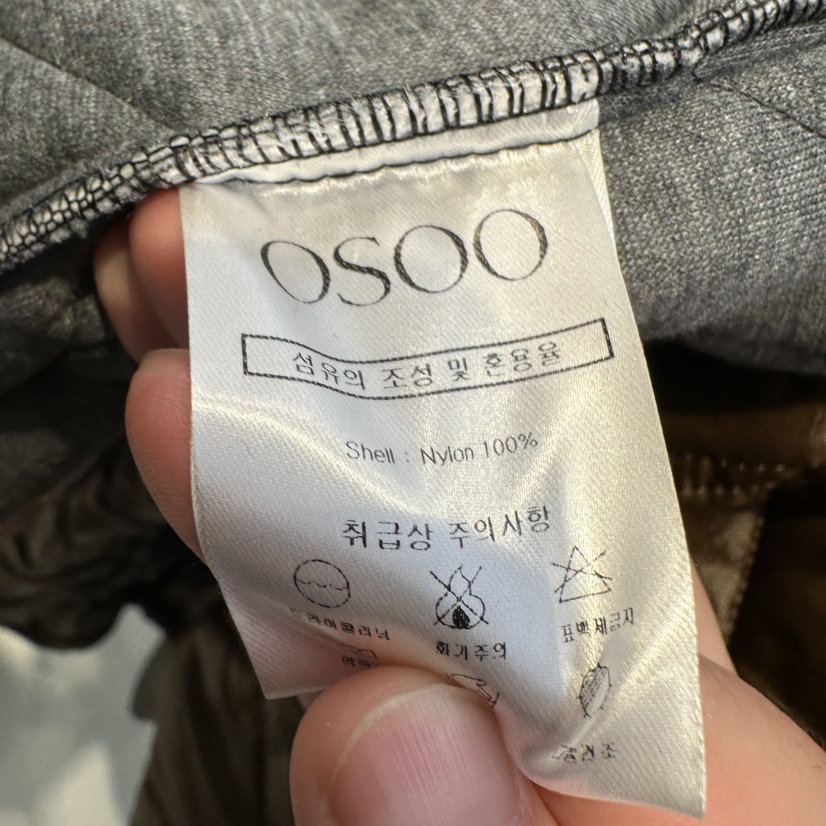 OSOO
섬유의 조성 및 혼용율
Shell : Nylon 100%
취급상 주의사항
드라이클리닝
화기주의
표백제금지